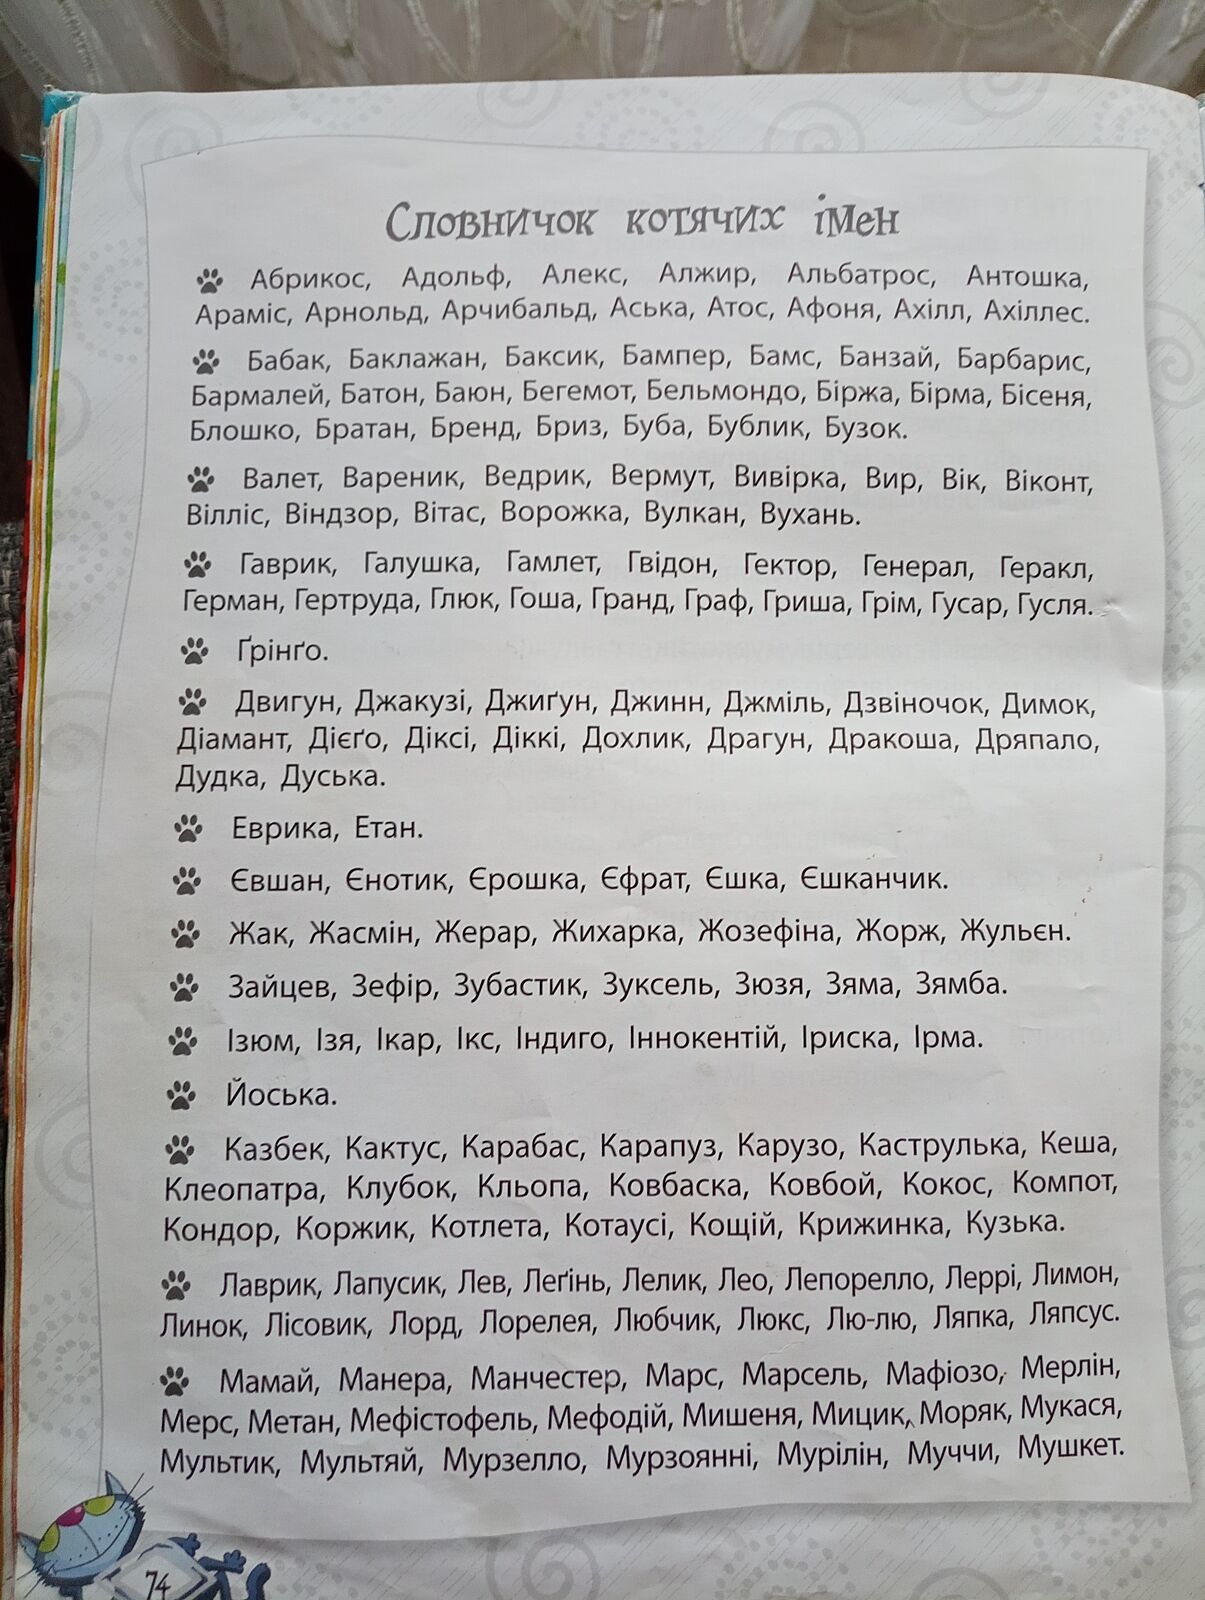 Словничок котячих імен
Абрикос, Адольф, Алекс, Алжир, Альбатрос, Антошка,
Араміс, Арнольд, Арчибальд, Аська, Атос, Афоня, Ахілл, Ахіллес.
Бабак, Баклажан, Баксик, Бампер, Бамс, Банзай, Барбарис,
Бармалей, Батон, Баюн, Бегемот, Бельмондо, Біржа, Бірма, Бісеня,
Блошко, Братан, Бренд, Бриз, Буба, Бублик, Бузок.
Валет, Вареник, Ведрик, Вермут, Вивірка, Вир, Вік, Віконт,
Вілліс, Віндзор, Вітас, Ворожка, Вулкан, Вухань.
Гаврик, Галушка, Гамлет, Гвідон, Гектор, Генерал, Геракл,
Герман, Гертруда, Глюк, Гоша, Гранд, Граф, Гриша, Грім, Гусар, Гусля.
Ґрінґо.
Двигун, Джакузі, Джиґун, Джинн, Джміль, Дзвіночок, Димок,
Діамант, Дієґо, Діксі, Діккі, Дохлик, Драгун, Дракоша, Дряпало,
Дудка, Дуська.
Еврика, Етан.
Євшан, Єнотик, Єрошка, Єфрат, Єшка, Єшканчик.
Жак, Жасмін, Жерар, Жихарка, Жозефіна, Жорж, Жульєн.
Зайцев, Зефір, Зубастик, Зуксель, Зюзя, Зяма, Зямба.
Ізюм, Ізя, Ікар, Ікс, Індиго, Іннокентій, Іриска, Ірма.
Йоська.
Казбек, Кактус, Карабас, Карапуз, Карузо, Каструлька, Кеша,
Клеопатра, Клубок, Кльопа, Ковбаска, Ковбой, Кокос, Компот,
Кондор, Коржик, Котлета, Котаусі, Кощій, Крижинка, Кузька.
Лаврик, Лапусик, Лев, Леґінь, Лелик, Лео, Лепорелло, Леррі, Лимон,
Линок, Лісовик, Лорд, Лорелея, Любчик, Люкс, Лю-лю, Ляпка, Ляпсус.
Мамай, Манера, Манчестер, Марс, Марсель, Мафіозо, Мерлін,
Мерс, Метан, Мефістофель, Мефодій, Мишеня, Мицик, Моряк, Мукася,
Мультик, Мультяй, Мурзелло, Мурзоянні, Мурілін, Муччи, Мушкет.
74